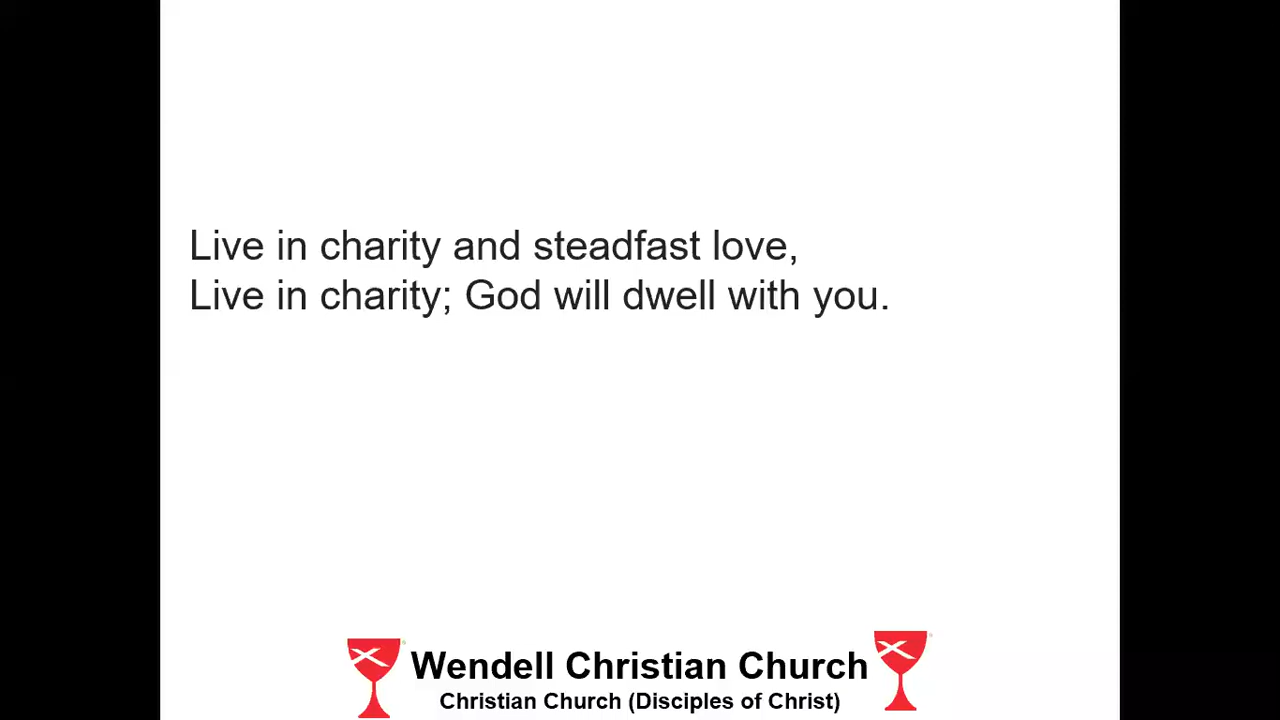 Live in charity and steadfast love,
Live in charity; God will dwell with you.
Wendell Christian Church
Christian Church (Disciples of Christ)